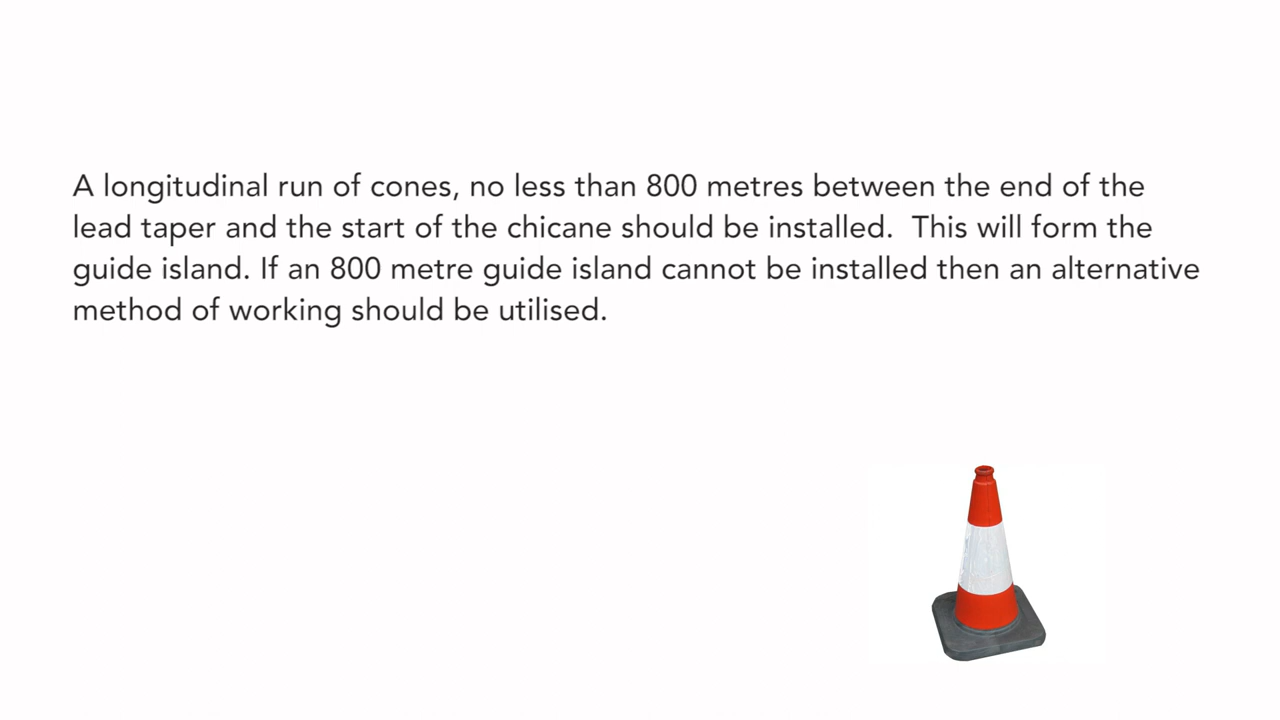 A longitudinal run of cones, no less than 800 metres between the end of the
lead taper and the start of the chicane should be installed.  This will form the
guide island. If an 800 metre guide island cannot be installed then an alternative
method of working should be utilised.